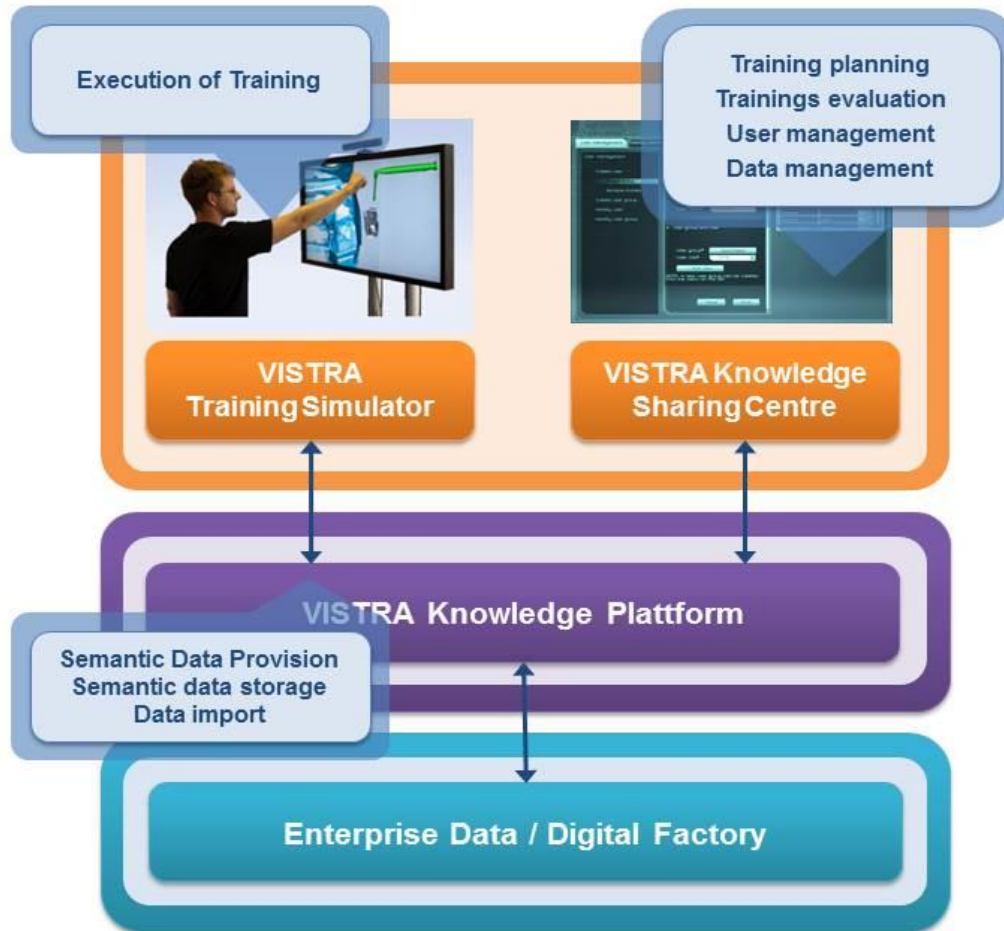 Execution of Training
Training planning
Trainings evaluation
User management
Data management
VISTRA
Training Simulator
VISTRA Knowledge
Sharing Centre
VISTRA Knowledge Plattform
Semantic Data Provision
Semantic data storage
Data import
Enterprise Data / Digital Factory